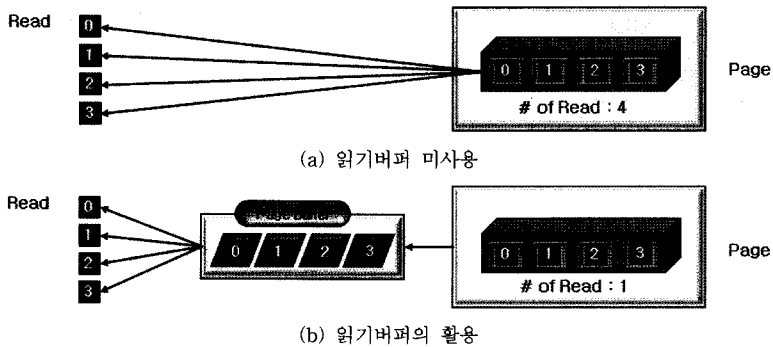 Read
0
1
2
3
0 1 2 3
# of Read : 4
Page
(a) 읽기버퍼 미사용
Read
0
1
2
3
Page Buffer
0 1 2 3
0 1 2 3
# of Read : 1
Page
(b) 읽기버퍼의 활용